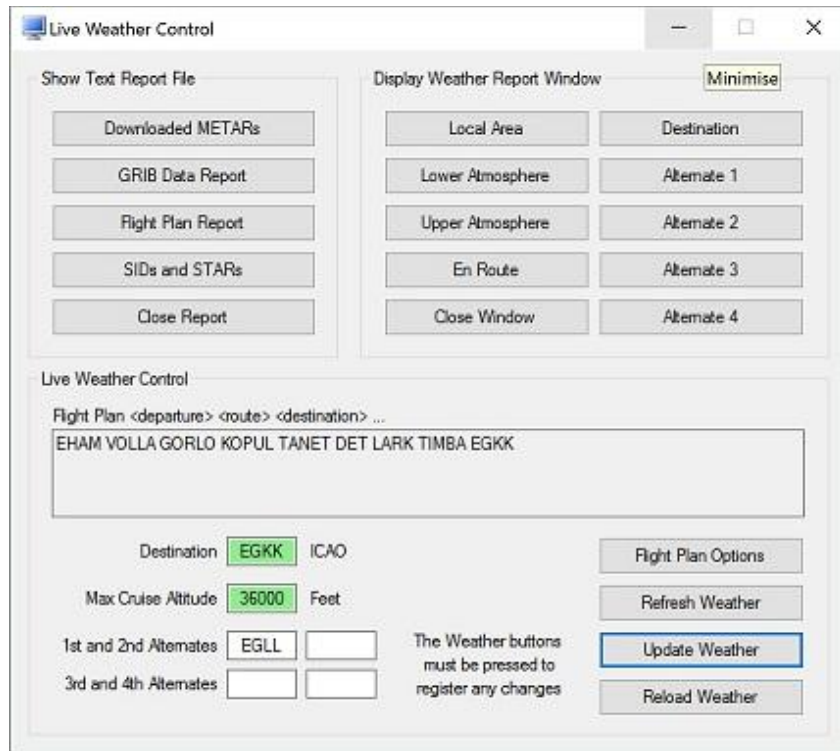 Live Weather Control
Minimise
Show Text Report File
Downloaded METARs
GRIB Data Report
Flight Plan Report
SIDs and STARs
Close Report
Display Weather Report Window
Local Area
Destination
Lower Atmosphere
Alternate 1
Upper Atmosphere
Alternate 2
En Route
Alternate 3
Close Window
Alternate 4
Live Weather Control
Flight Plan <departure> <route> <destination> ...
EHAM VOLLA GORLO KOPUL TANET DET LARK TIMBA EGKK
Destination EGKK ICAO
Max Cruise Altitude 36000 Feet
1st and 2nd Alternates EGLL
3rd and 4th Alternates
The Weather buttons
must be pressed to
register any changes
Flight Plan Options
Refresh Weather
Update Weather
Reload Weather